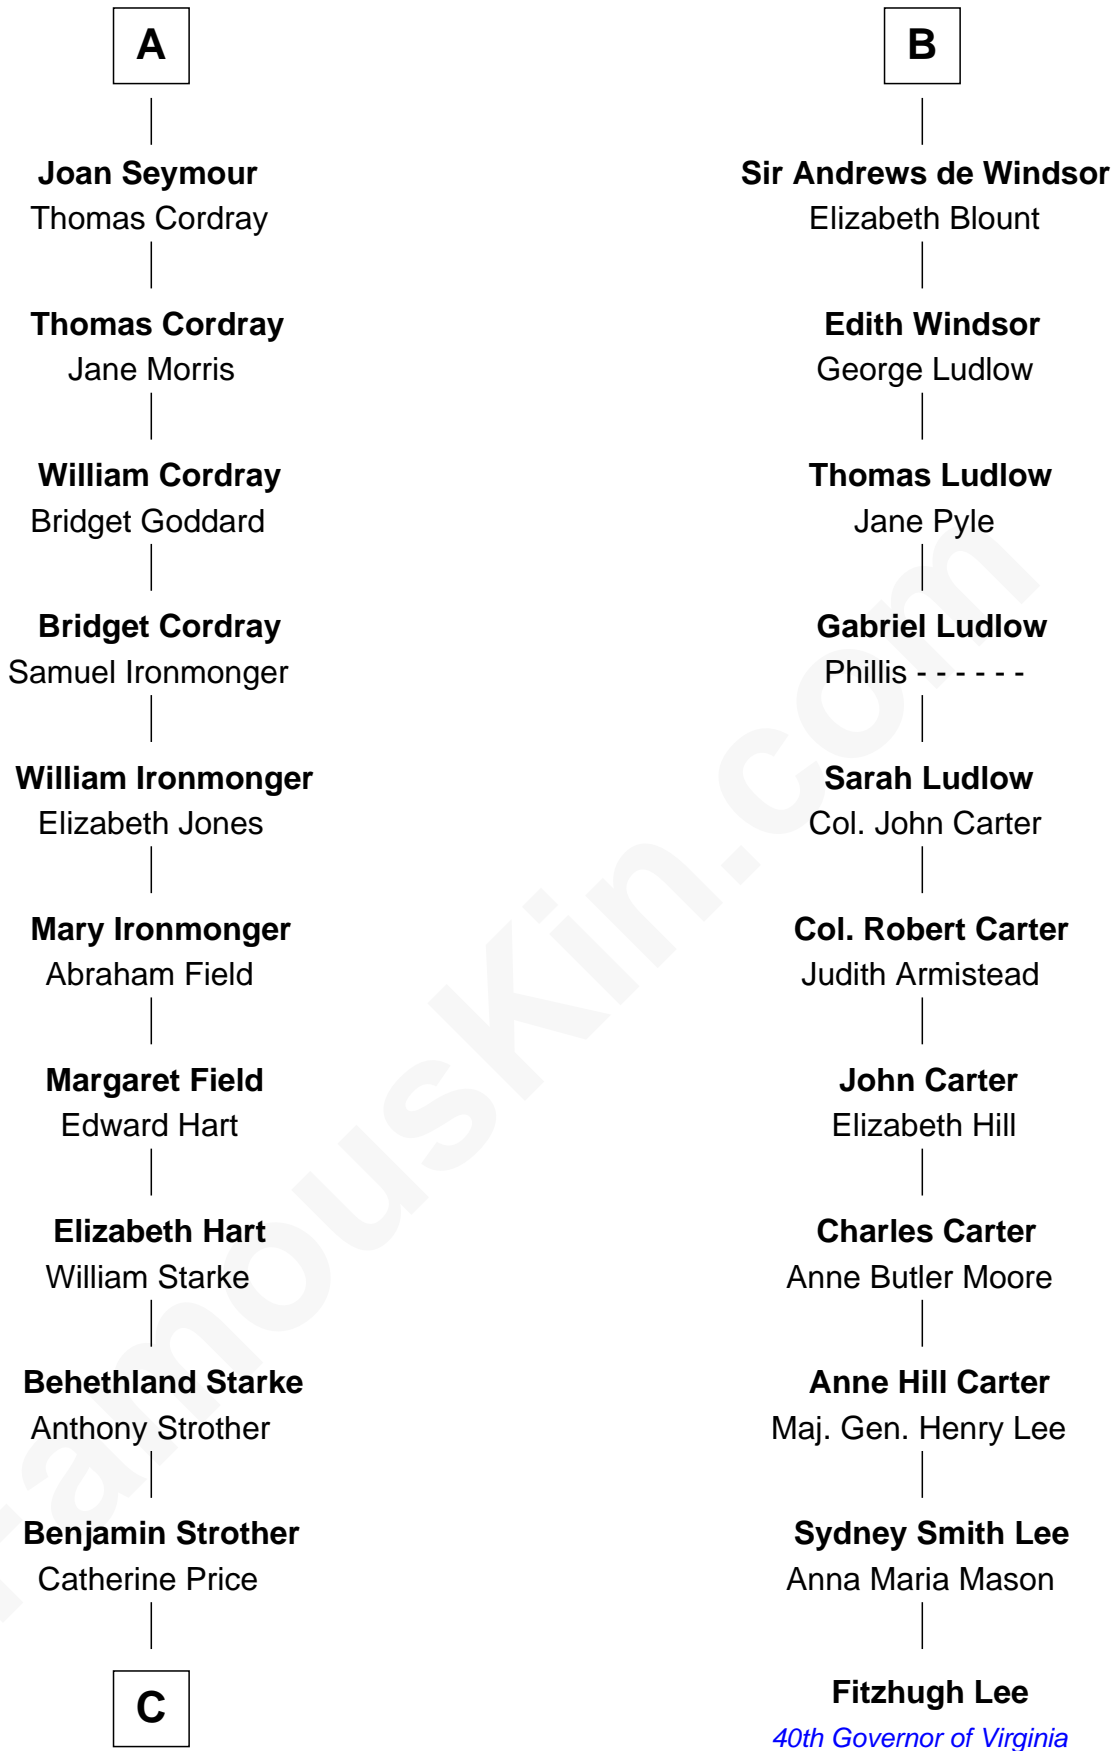 A
Joan Seymour
Thomas Cordray
Thomas Cordray
Jane Morris
William Cordray
Bridget Goddard
Bridget Cordray
Samuel Ironmonger
William Ironmonger
Elizabeth Jones
Mary Ironmonger
Abraham Field
Margaret Field
Edward Hart
Elizabeth Hart
William Starke
Behethland Starke
Anthony Strother
Benjamin Strother
Catherine Price
C
B
Sir Andrews de Windsor
Elizabeth Blount
Edith Windsor
George Ludlow
Thomas Ludlow
Jane Pyle
Gabriel Ludlow
Phillis - - - - - -
Sarah Ludlow
Col. John Carter
Col. Robert Carter
Judith Armistead
John Carter
Elizabeth Hill
Charles Carter
Anne Butler Moore
Anne Hill Carter
Maj. Gen. Henry Lee
Sydney Smith Lee
Anna Maria Mason
Fitzhugh Lee
40th Governor of Virginia
FamousKin.com